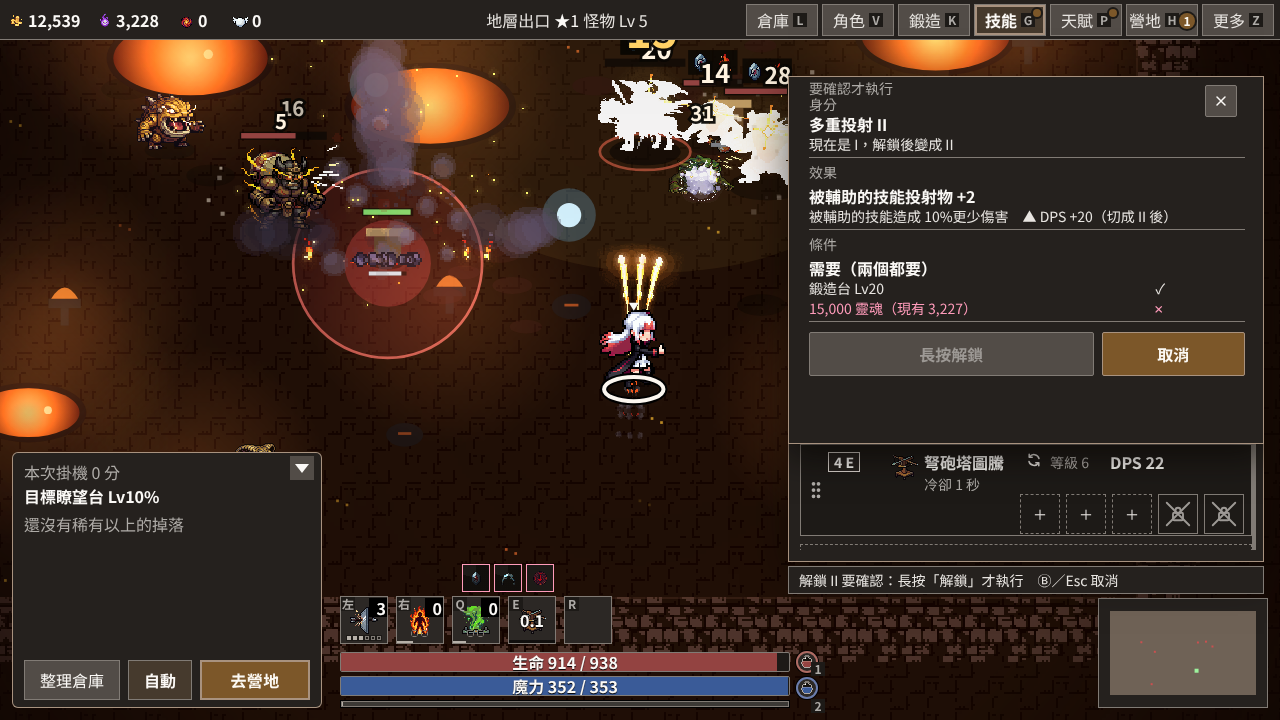 12,539
3,228
0
0
地層出口 ★1 怪物 Lv 5
倉庫 L
角色 V
鍛造 K
技能 G
天賦 P
營地 H 1
更多 Z
16
5
20
14
28
31
要確認才執行
身分
多重投射 II
現在是 I，解鎖後變成 II
效果
被輔助的技能投射物 +2
被輔助的技能造成 10%更少傷害 ▲ DPS +20（切成 II 後）
條件
需要（兩個都要）
鍛造台 Lv20 ✓
15,000 靈魂（現有 3,227） ×
長按解鎖
取消
4 E
弩砲塔圖騰
等級 6
DPS 22
冷卻 1 秒
+ + +
解鎖 II 要確認：長按「解鎖」才執行 Ⓑ／Esc 取消
本次掛機 0 分
目標瞭望台 Lv10%
還沒有稀有以上的掉落
整理倉庫
自動
去營地
左 3
右 0
Q 0
E 0.1
R
生命 914 / 938
1
魔力 352 / 353
2